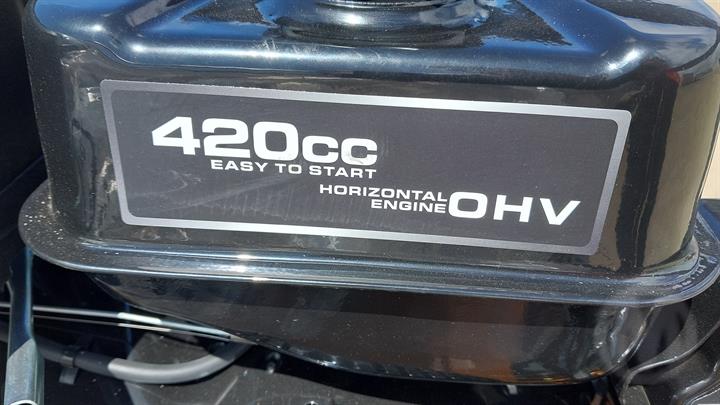 420cc
EASY TO START
HORIZONTAL
ENGINE OHV